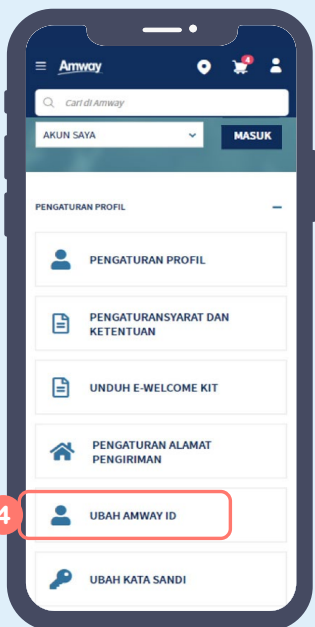 Amway
4
Cari di Amway
AKUN SAYA
MASUK
PENGATURAN PROFIL
PENGATURAN PROFIL
PENGATURANSYARAT DAN
KETENTUAN
UNDUH E-WELCOME KIT
PENGATURAN ALAMAT
PENGIRIMAN
4
UBAH AMWAY ID
UBAH KATA SANDI